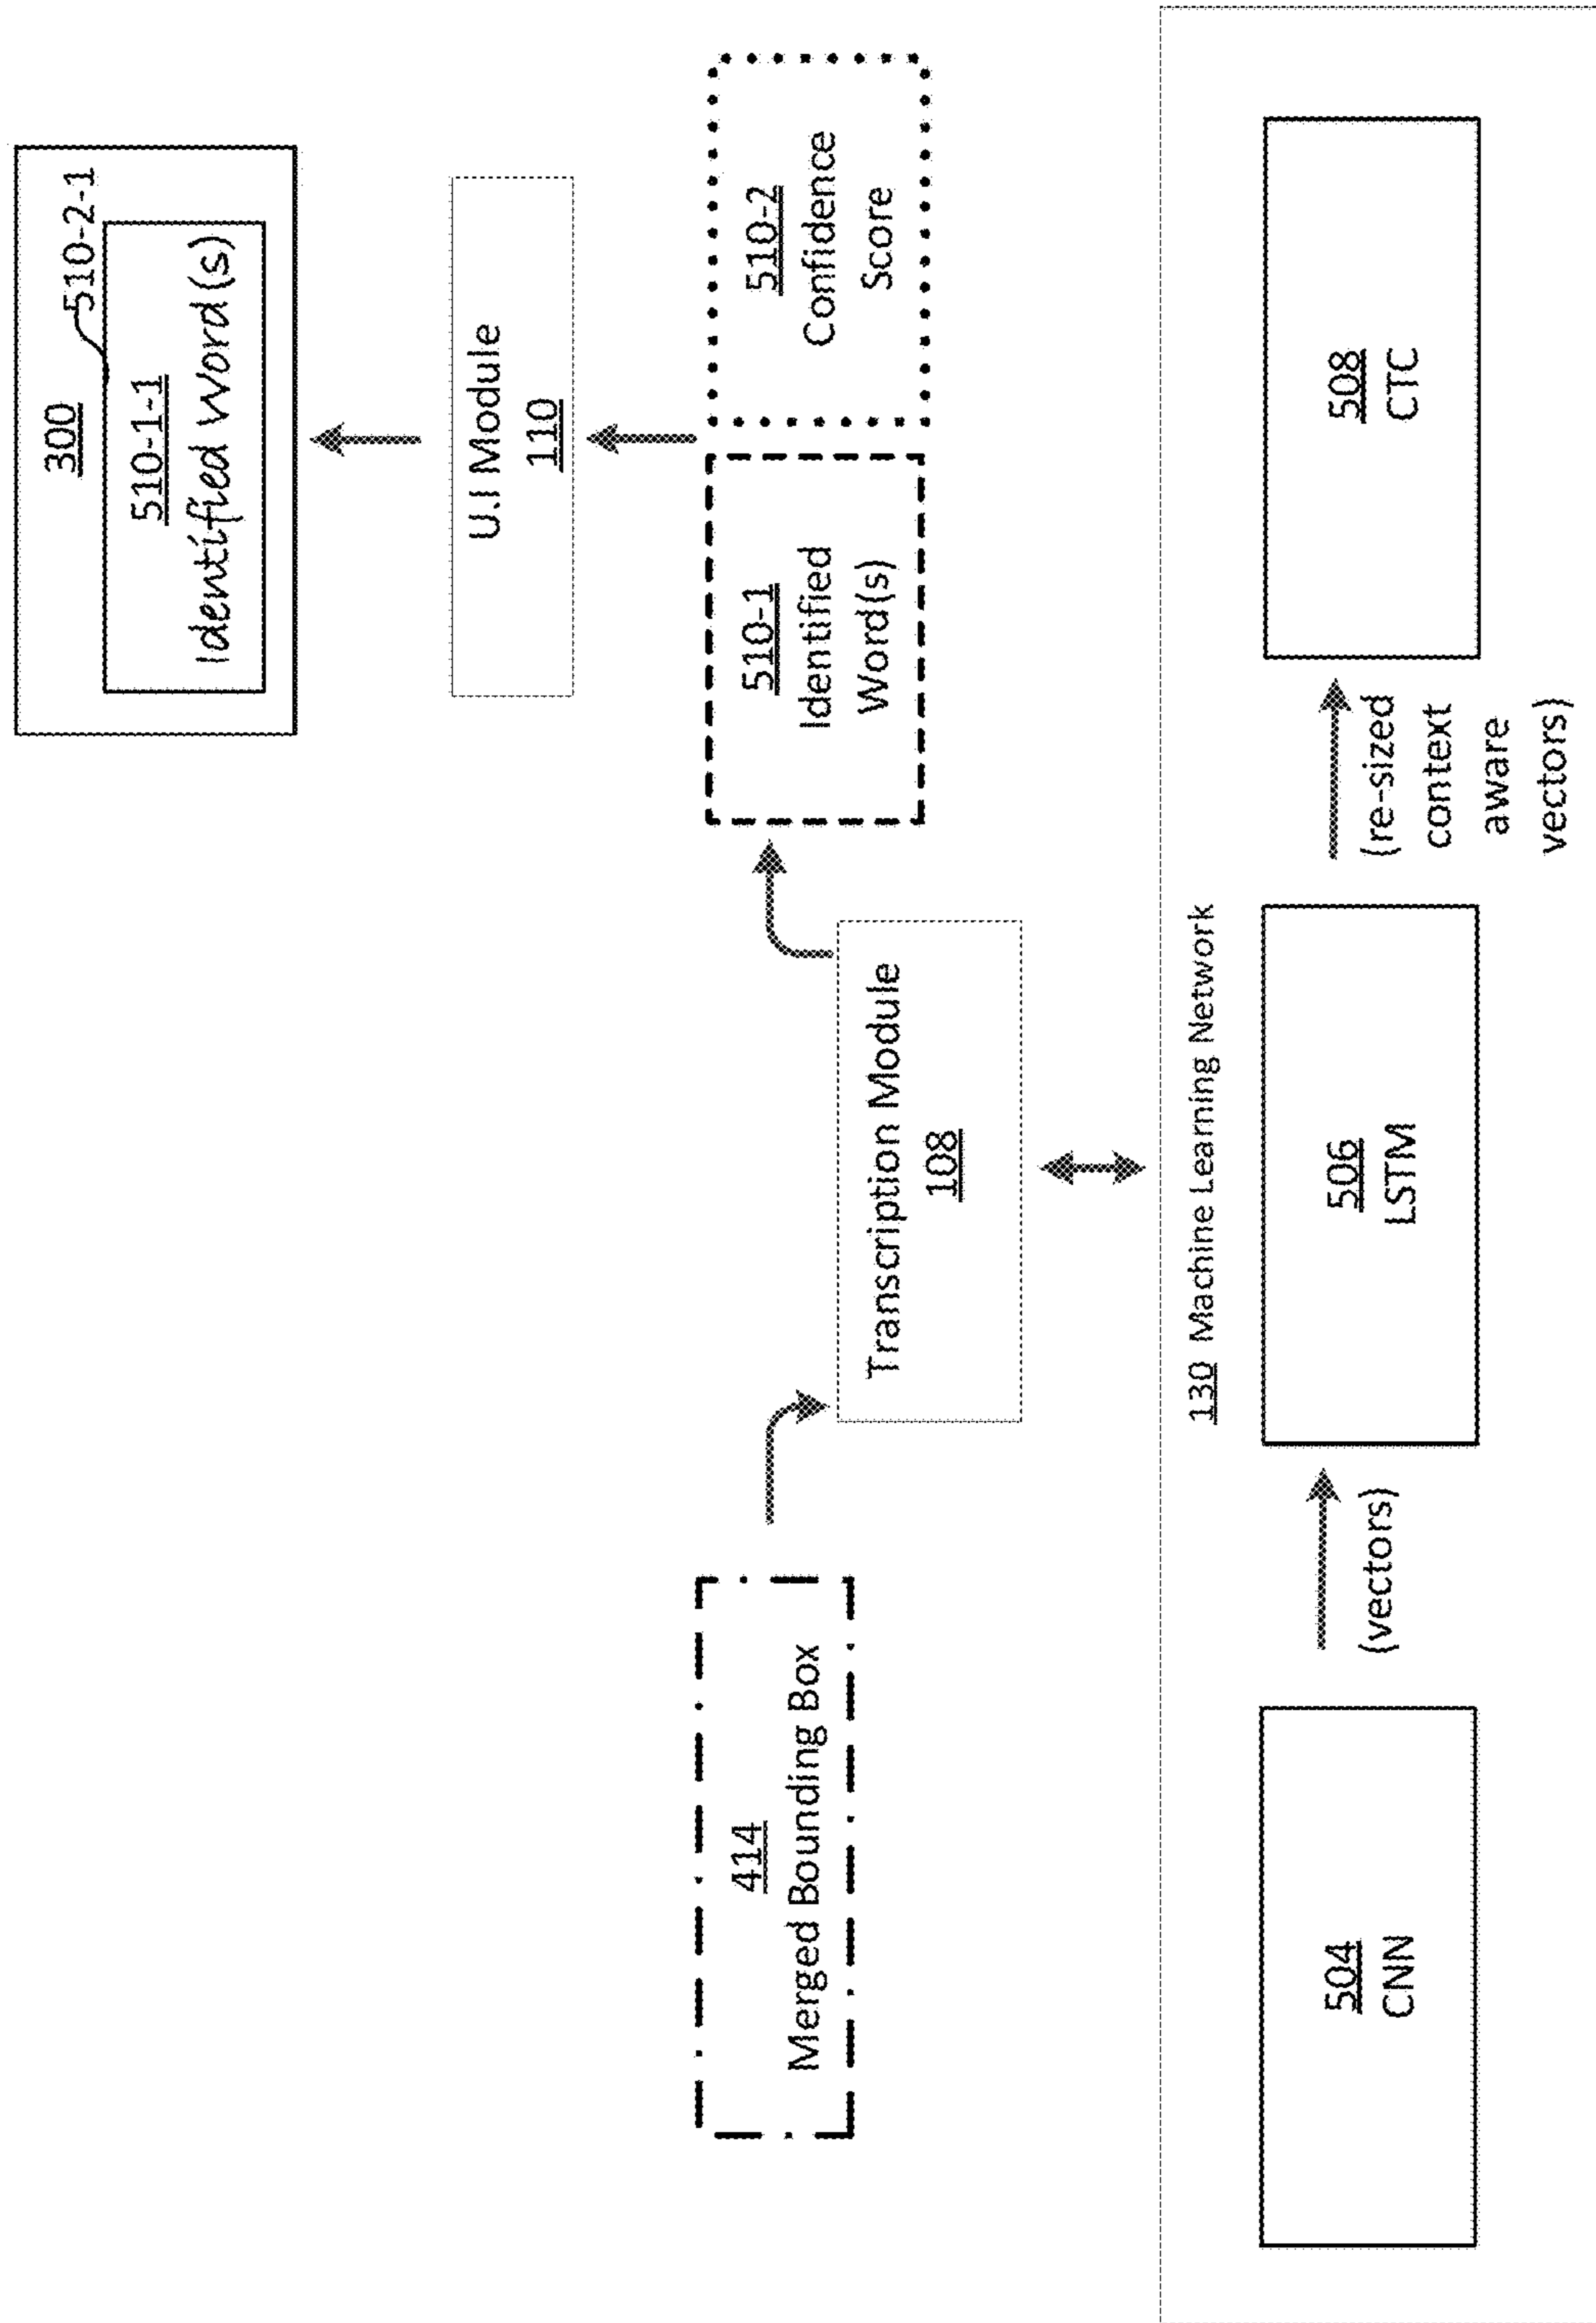 300
510-2-1
510-1-1
Identified Word(s)
U.I Module
110
510-1
Identified
Word(s)
510-2
Confidence
Score
414
Merged Bounding Box
Transcription Module
108
130 Machine Learning Network
504
CNN
(vectors)
506
LSTM
(re-sized
context
aware
vectors)
508
CTC